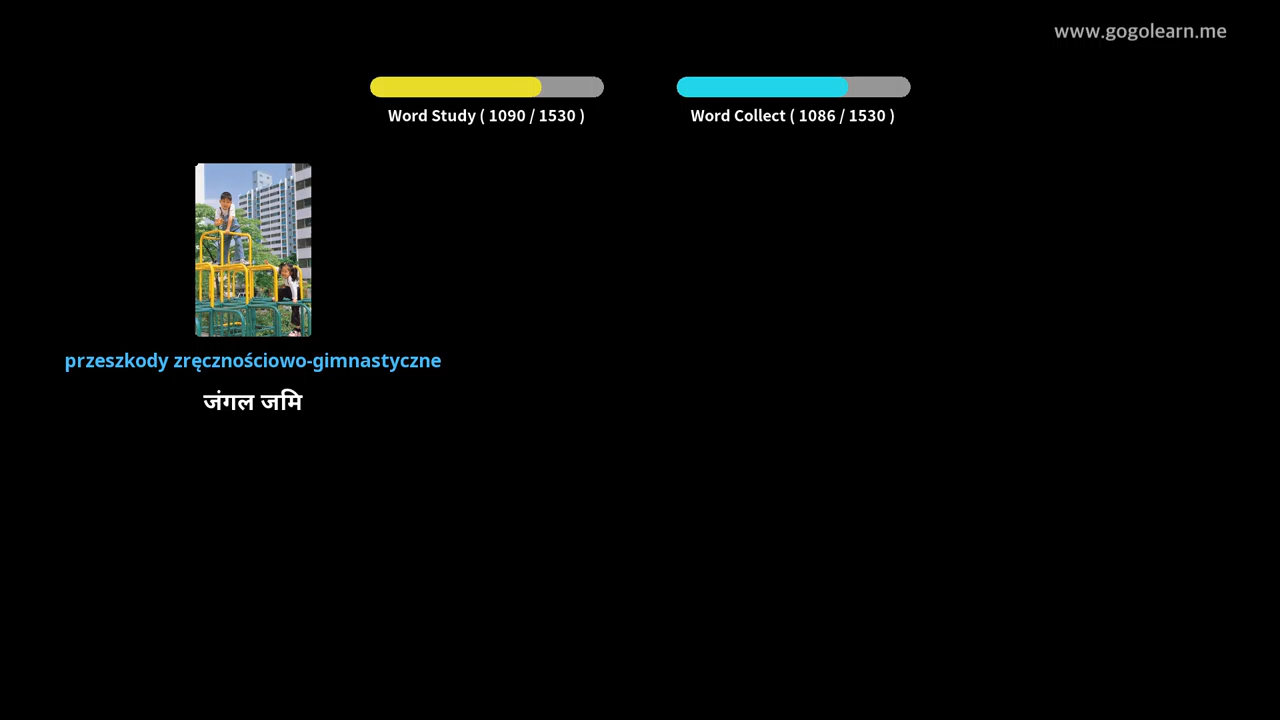 www.gogolearn.me
Word Study ( 1090 / 1530 )
Word Collect ( 1086 / 1530 )
przeszkody zręcznościowo-gimnastyczne
जंगल जमि